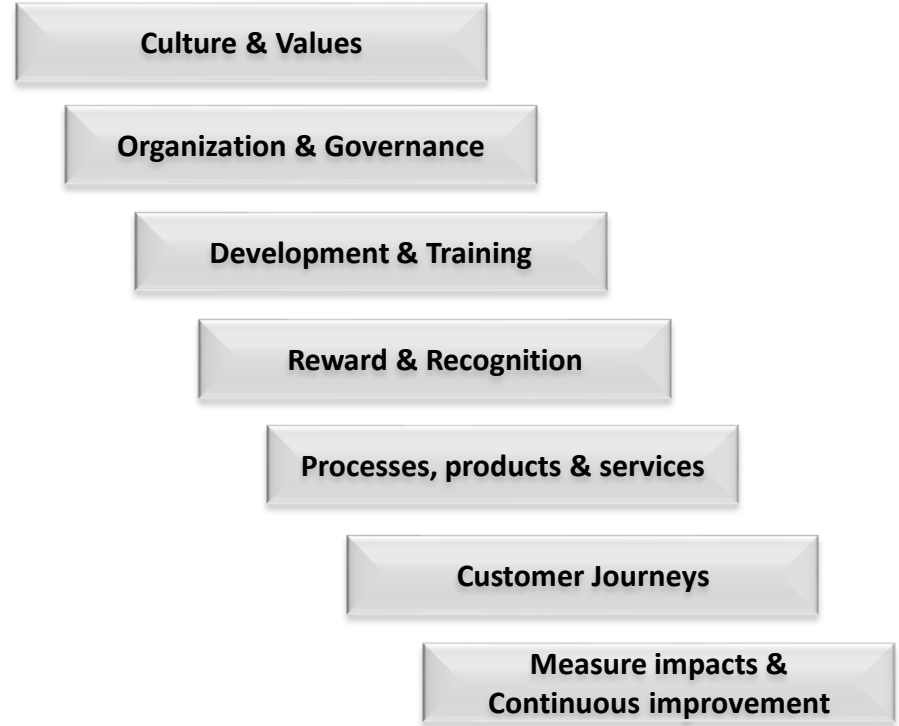 Culture & Values
Organization & Governance
Development & Training
Reward & Recognition
Processes, products & services
Customer Journeys
Measure impacts &
Continuous improvement